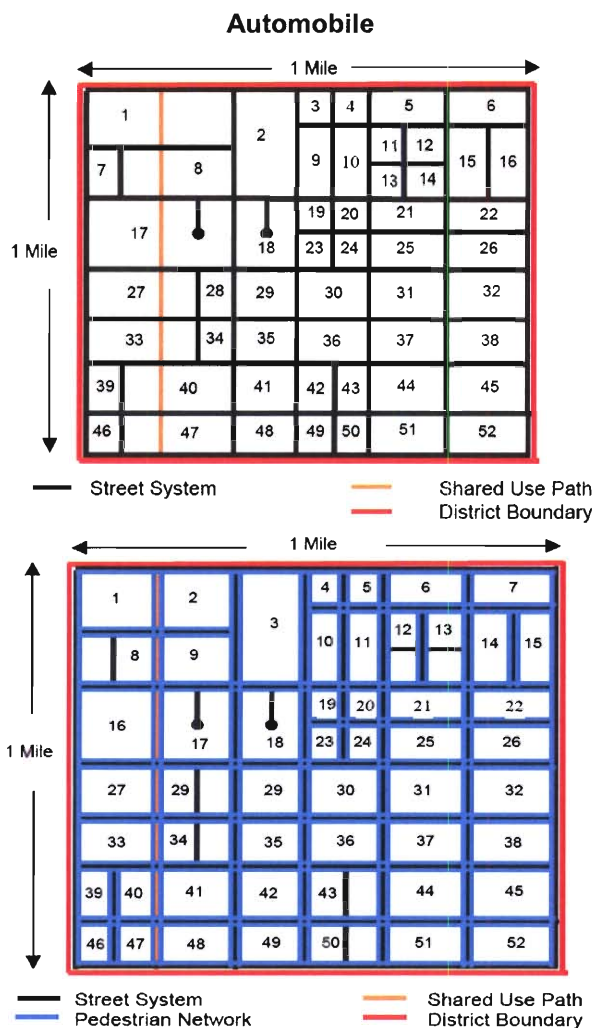 Automobile
1 Mile
1 3 4 5 6
2
7 8 9 10 11 12 15 16
13 14
1 Mile
17 18 19 20 21 22
23 24 25 26
27 28 29 30 31 32
33 34 35 36 37 38
39 40 41 42 43 44 45
46 47 48 49 50 51 52
Street System Shared Use Path
District Boundary
1 Mile
1 2 3 4 5 6 7
8 9 10 11 12 13 14 15
1 Mile
16 17 18 19 20 21 22
23 24 25 26
27 29 29 30 31 32
33 34 35 36 37 38
39 40 41 42 43 44 45
46 47 48 49 50 51 52
Street System Shared Use Path
Pedestrian Network District Boundary